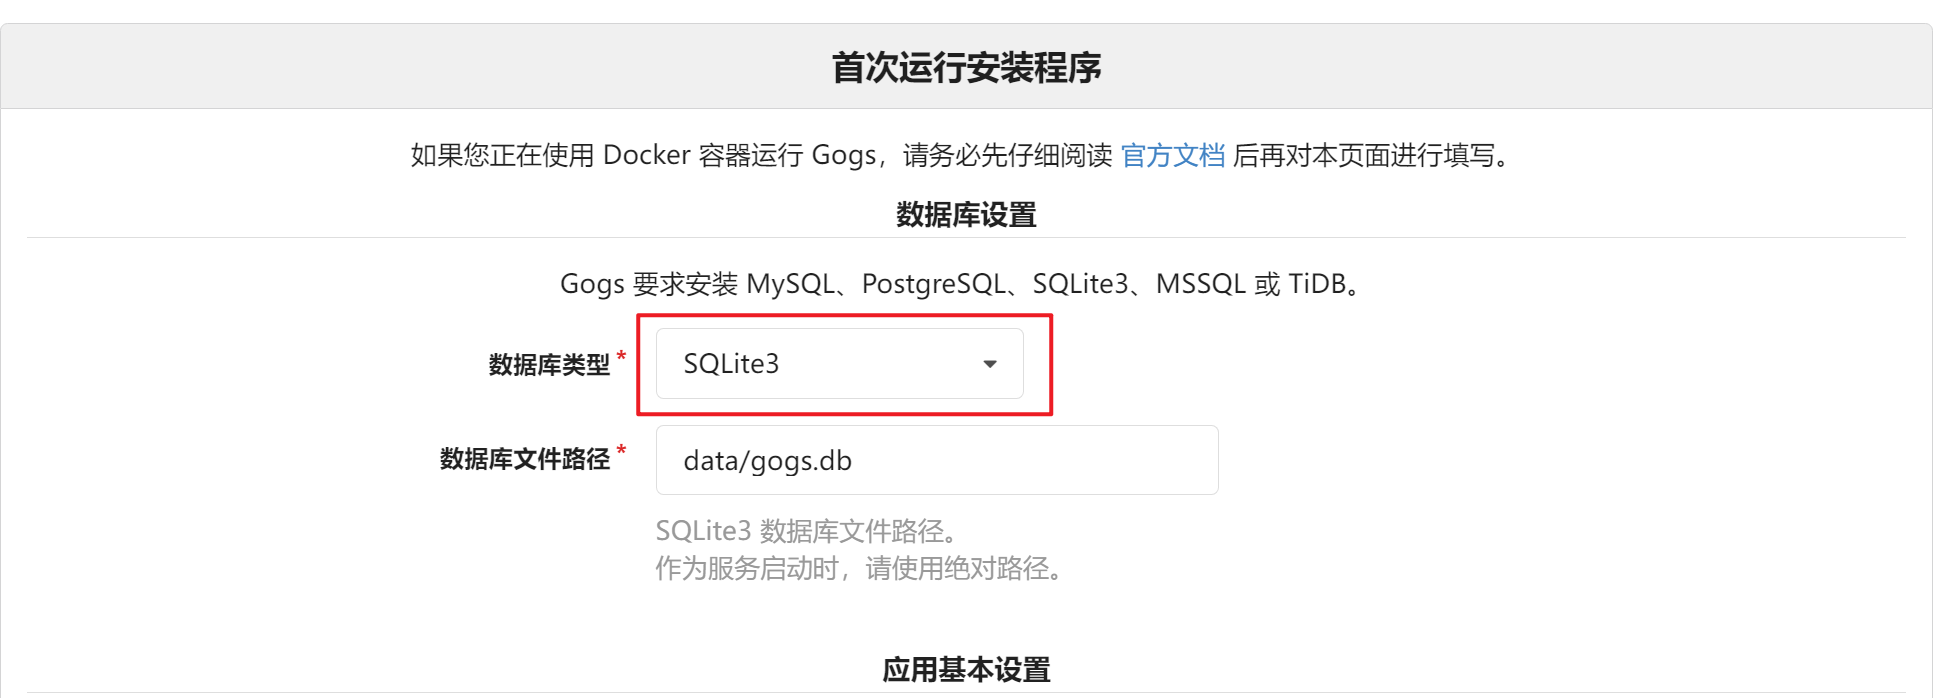 首次运行安装程序
如果您正在使用 Docker 容器运行 Gogs，请务必先仔细阅读 官方文档 后再对本页面进行填写。
数据库设置
Gogs 要求安装 MySQL、PostgreSQL、SQLite3、MSSQL 或 TiDB。
数据库类型* SQLite3
数据库文件路径* data/gogs.db
SQLite3 数据库文件路径。
作为服务启动时，请使用绝对路径。
应用基本设置